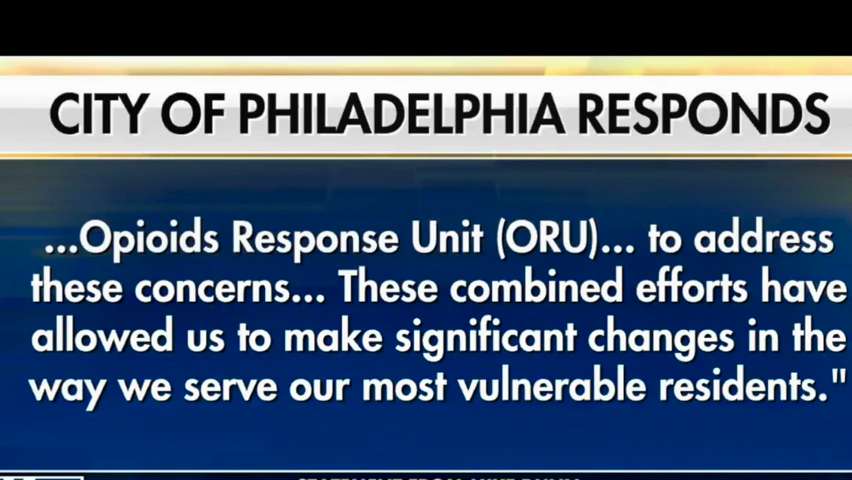 CITY OF PHILADELPHIA RESPONDS
...Opioids Response Unit (ORU)... to address
these concerns... These combined efforts have
allowed us to make significant changes in the
way we serve our most vulnerable residents."